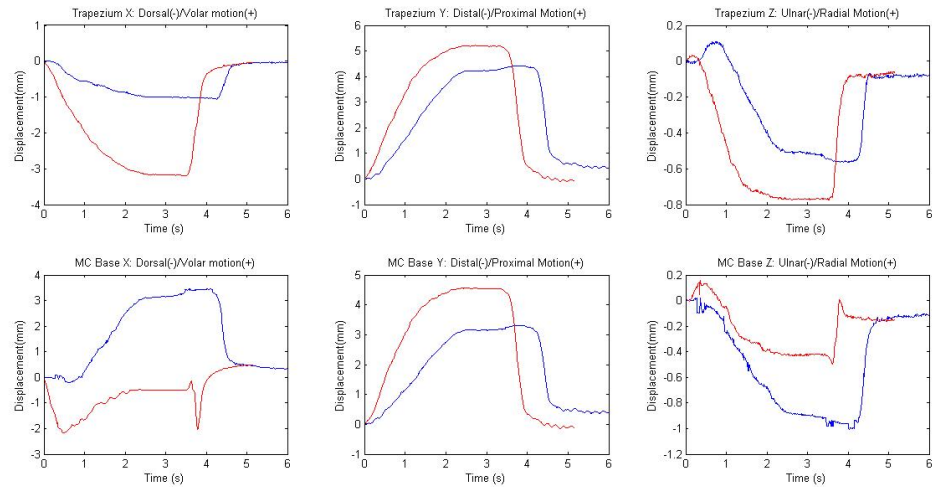 Trapezium X: Dorsal(-)/Volar motion(+)
Trapezium Y: Distal(-)/Proximal Motion(+)
Trapezium Z: Ulnar(-)/Radial Motion(+)
Displacement(mm)
1
0
-1
-2
-3
-4
0 1 2 3 4 5 6
Time (s)
Displacement(mm)
6
5
4
3
2
1
0
-1
0 1 2 3 4 5 6
Time (s)
Displacement(mm)
0.2
0
-0.2
-0.4
-0.6
-0.8
0 1 2 3 4 5 6
Time (s)
MC Base X: Dorsal(-)/Volar motion(+)
MC Base Y: Distal(-)/Proximal Motion(+)
MC Base Z: Ulnar(-)/Radial Motion(+)
Displacement(mm)
4
3
2
1
0
-1
-2
-3
0 1 2 3 4 5 6
Time (s)
Displacement(mm)
5
4
3
2
1
0
-1
0 1 2 3 4 5 6
Time (s)
Displacement(mm)
0.2
0
-0.2
-0.4
-0.6
-0.8
-1
-1.2
0 1 2 3 4 5 6
Time (s)